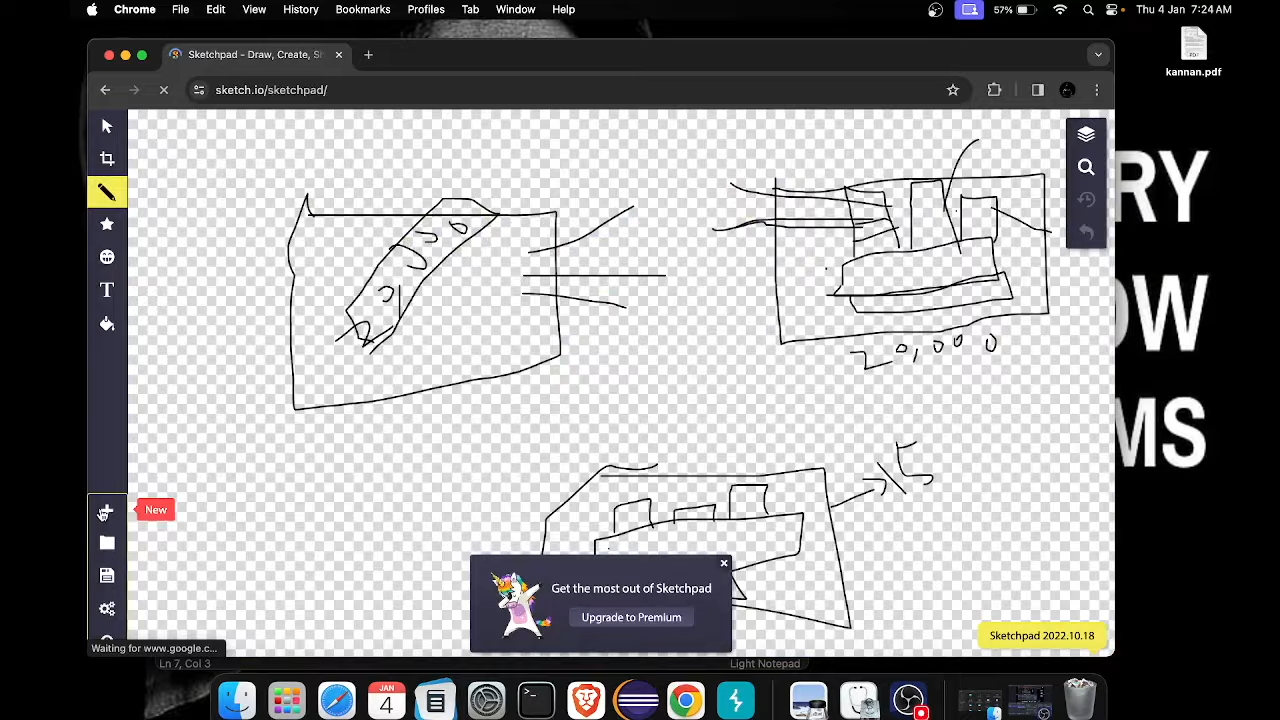 Chrome File Edit View History Bookmarks Profiles Tab Window Help 57% Thu 4 Jan 7:24 AM
Sketchpad - Draw, Create, S
kannan.pdf
sketch.io/sketchpad/
RY
OW
MS
20,000
x5
New
Get the most out of Sketchpad
Upgrade to Premium
Sketchpad 2022.10.18
Waiting for www.google.c...
Ln 7, Col 3 Light Notepad
JAN
4